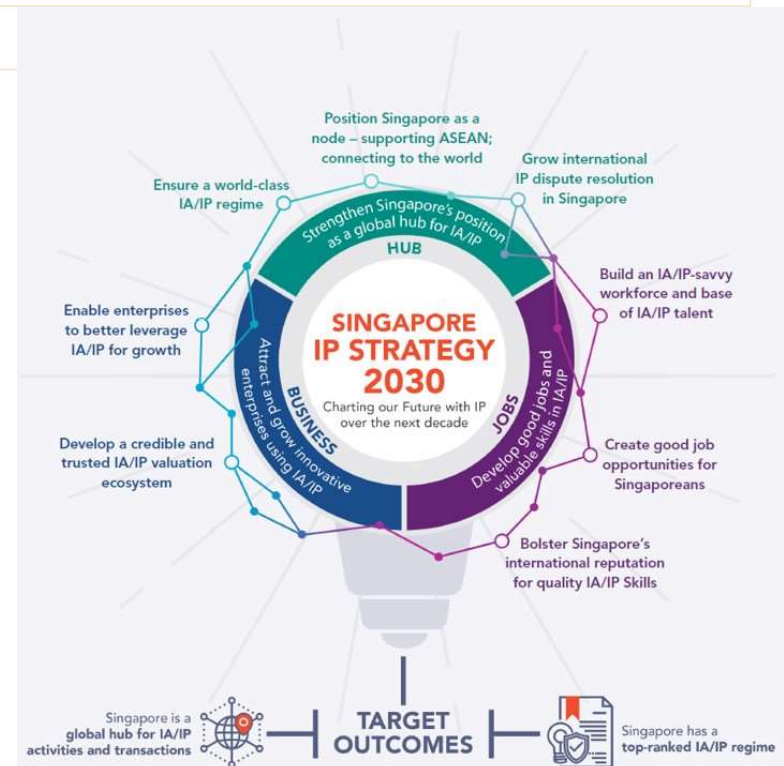 Position Singapore as a
node – supporting ASEAN;
connecting to the world
Ensure a world-class
IA/IP regime
Grow international
IP dispute resolution
in Singapore
Strengthen Singapore's position
as a global hub for IA/IP
HUB
Enable enterprises
to better leverage
IA/IP for growth
Build an IA/IP-savvy
workforce and base
of IA/IP talent
SINGAPORE
IP STRATEGY
2030
Charting our Future with IP
over the next decade
Attract and grow innovative
enterprises using IA/IP
BUSINESS
JOBS
Develop good jobs and
valuable skills in IA/IP
Develop a credible and
trusted IA/IP valuation
ecosystem
Create good job
opportunities for
Singaporeans
Bolster Singapore's
international reputation
for quality IA/IP Skills
Singapore is a
global hub for IA/IP
activities and transactions
TARGET
OUTCOMES
Singapore has a
top-ranked IA/IP regime